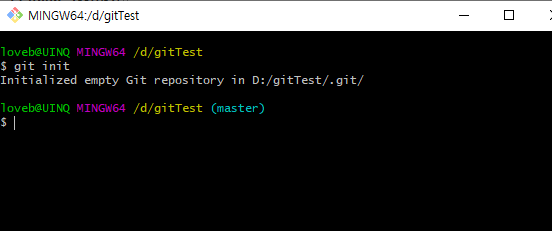 MINGW64:/d/gitTest
loveb@UINQ MINGW64 /d/gitTest
$ git init
Initialized empty Git repository in D:/gitTest/.git/
loveb@UINQ MINGW64 /d/gitTest (master)
$